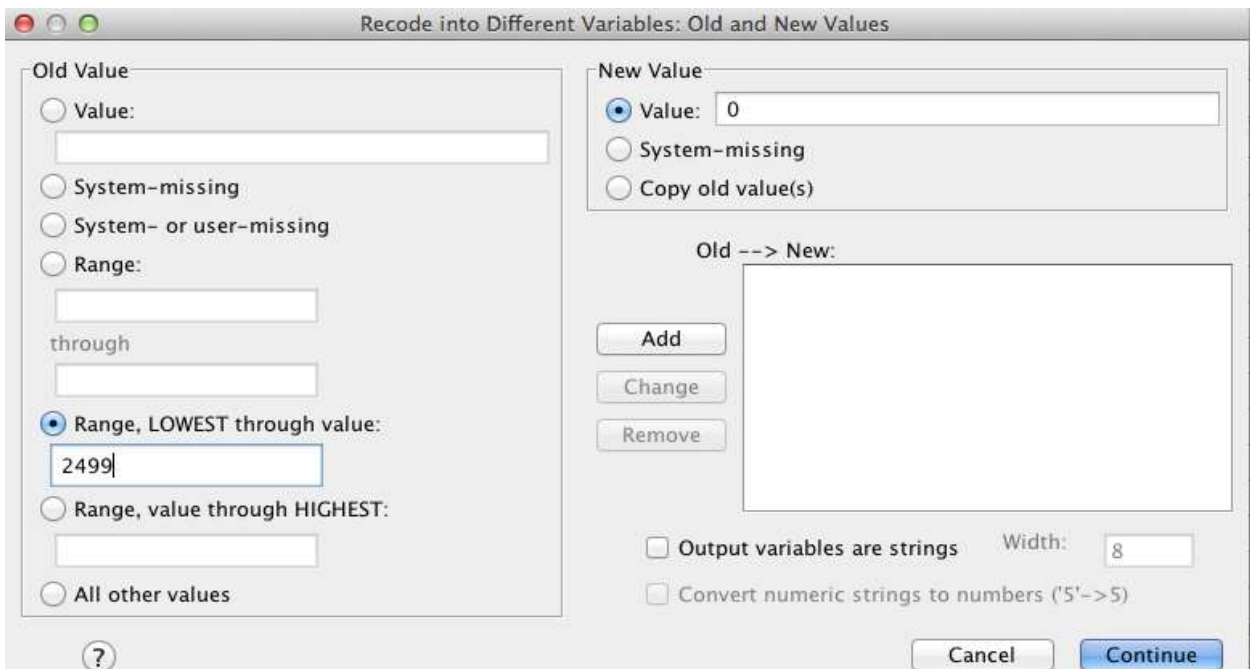 Recode into Different Variables: Old and New Values
Old Value
Value:
System-missing
System- or user-missing
Range:
through
Range, LOWEST through value:
2499
Range, value through HIGHEST:
All other values
New Value
Value: 0
System-missing
Copy old value(s)
Old --> New:
Add
Change
Remove
Output variables are strings Width: 8
Convert numeric strings to numbers ('5'->5)
?
Cancel Continue